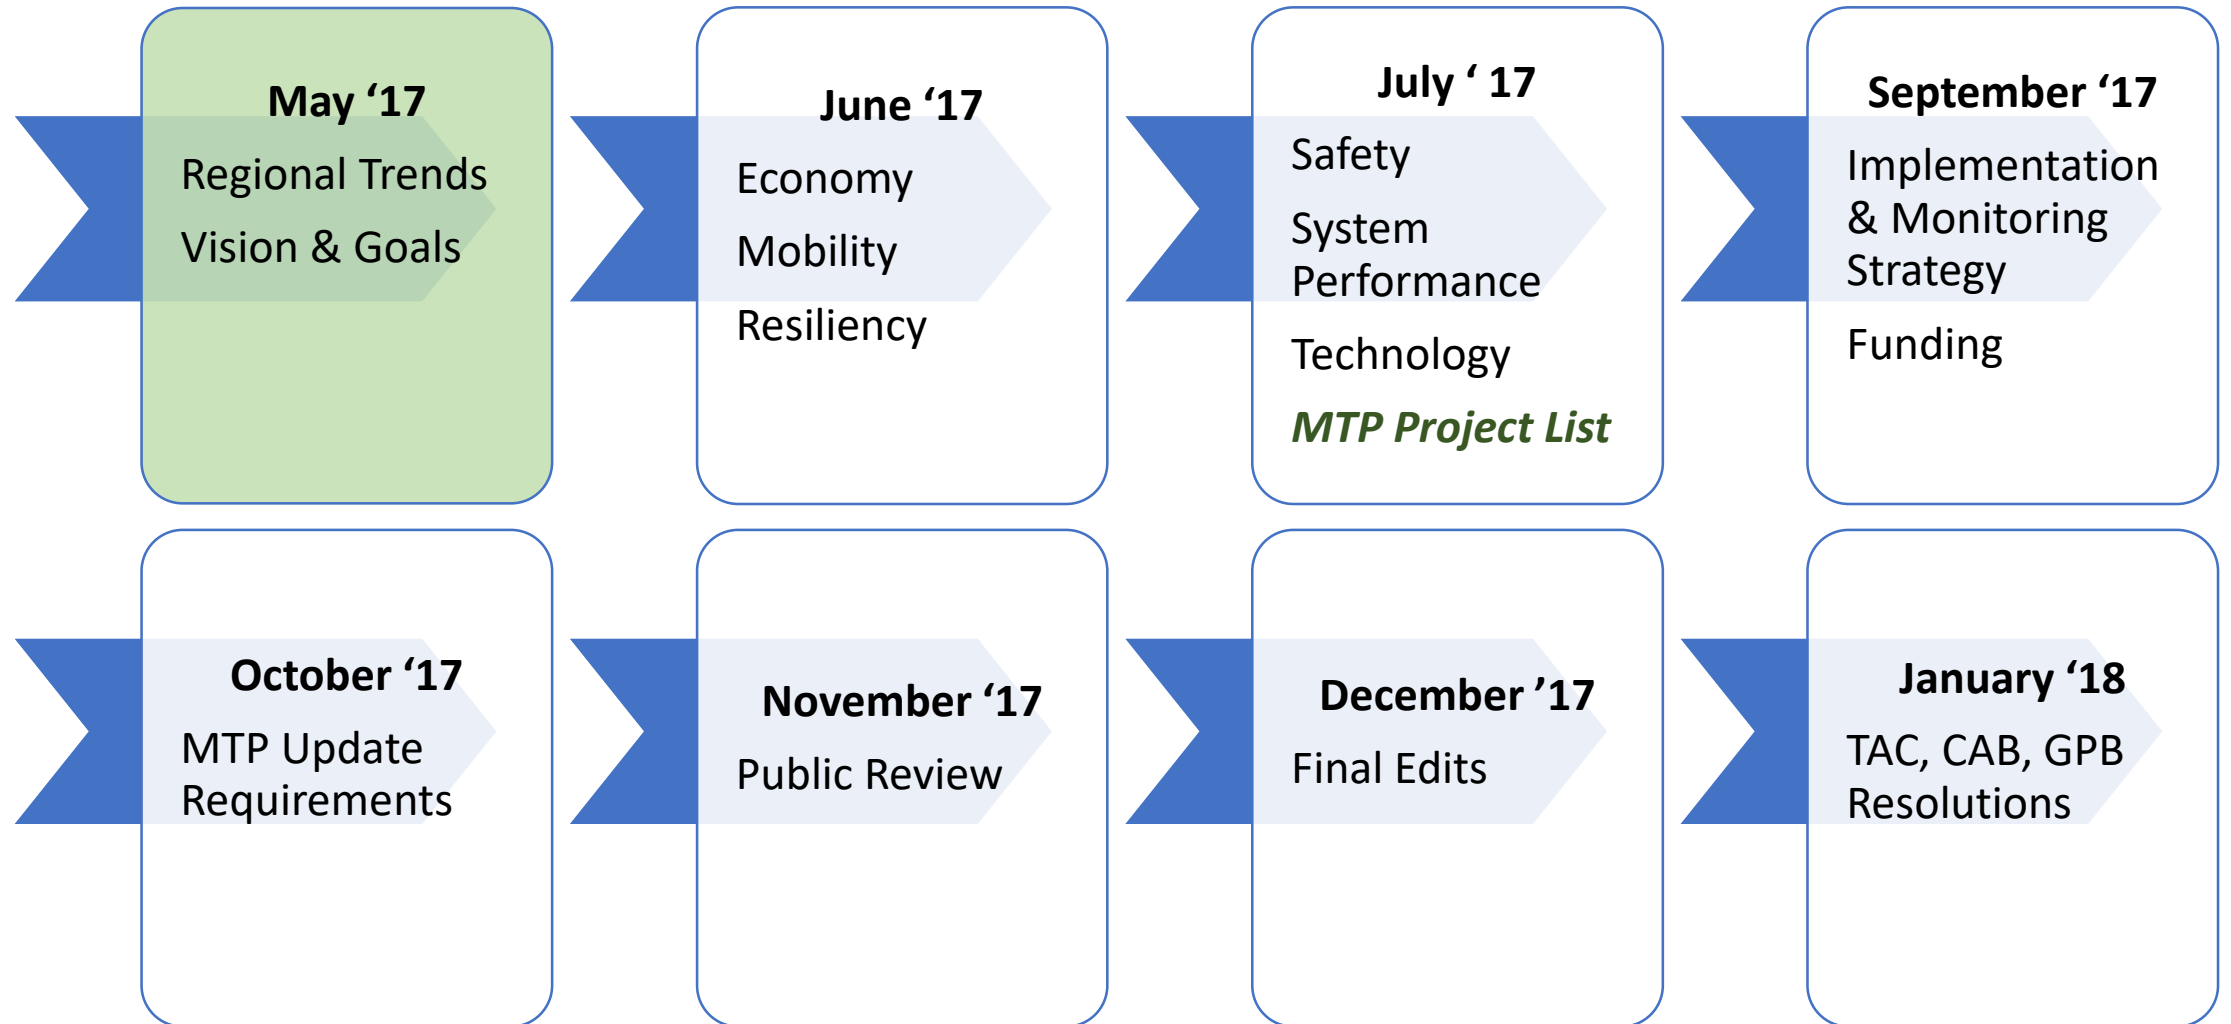 May ‘17
Regional Trends
Vision & Goals
June ‘17
Economy
Mobility
Resiliency
July ‘ 17
Safety
System
Performance
Technology
MTP Project List
September ‘17
Implementation
& Monitoring
Strategy
Funding
October ‘17
MTP Update
Requirements
November ‘17
Public Review
December ’17
Final Edits
January ‘18
TAC, CAB, GPB
Resolutions